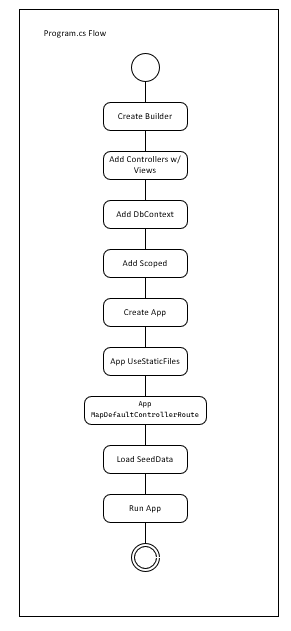 Program.cs Flow
Create Builder
Add Controllers w/
Views
Add DbContext
Add Scoped
Create App
App UseStaticFiles
App
MapDefaultControllerRoute
Load SeedData
Run App